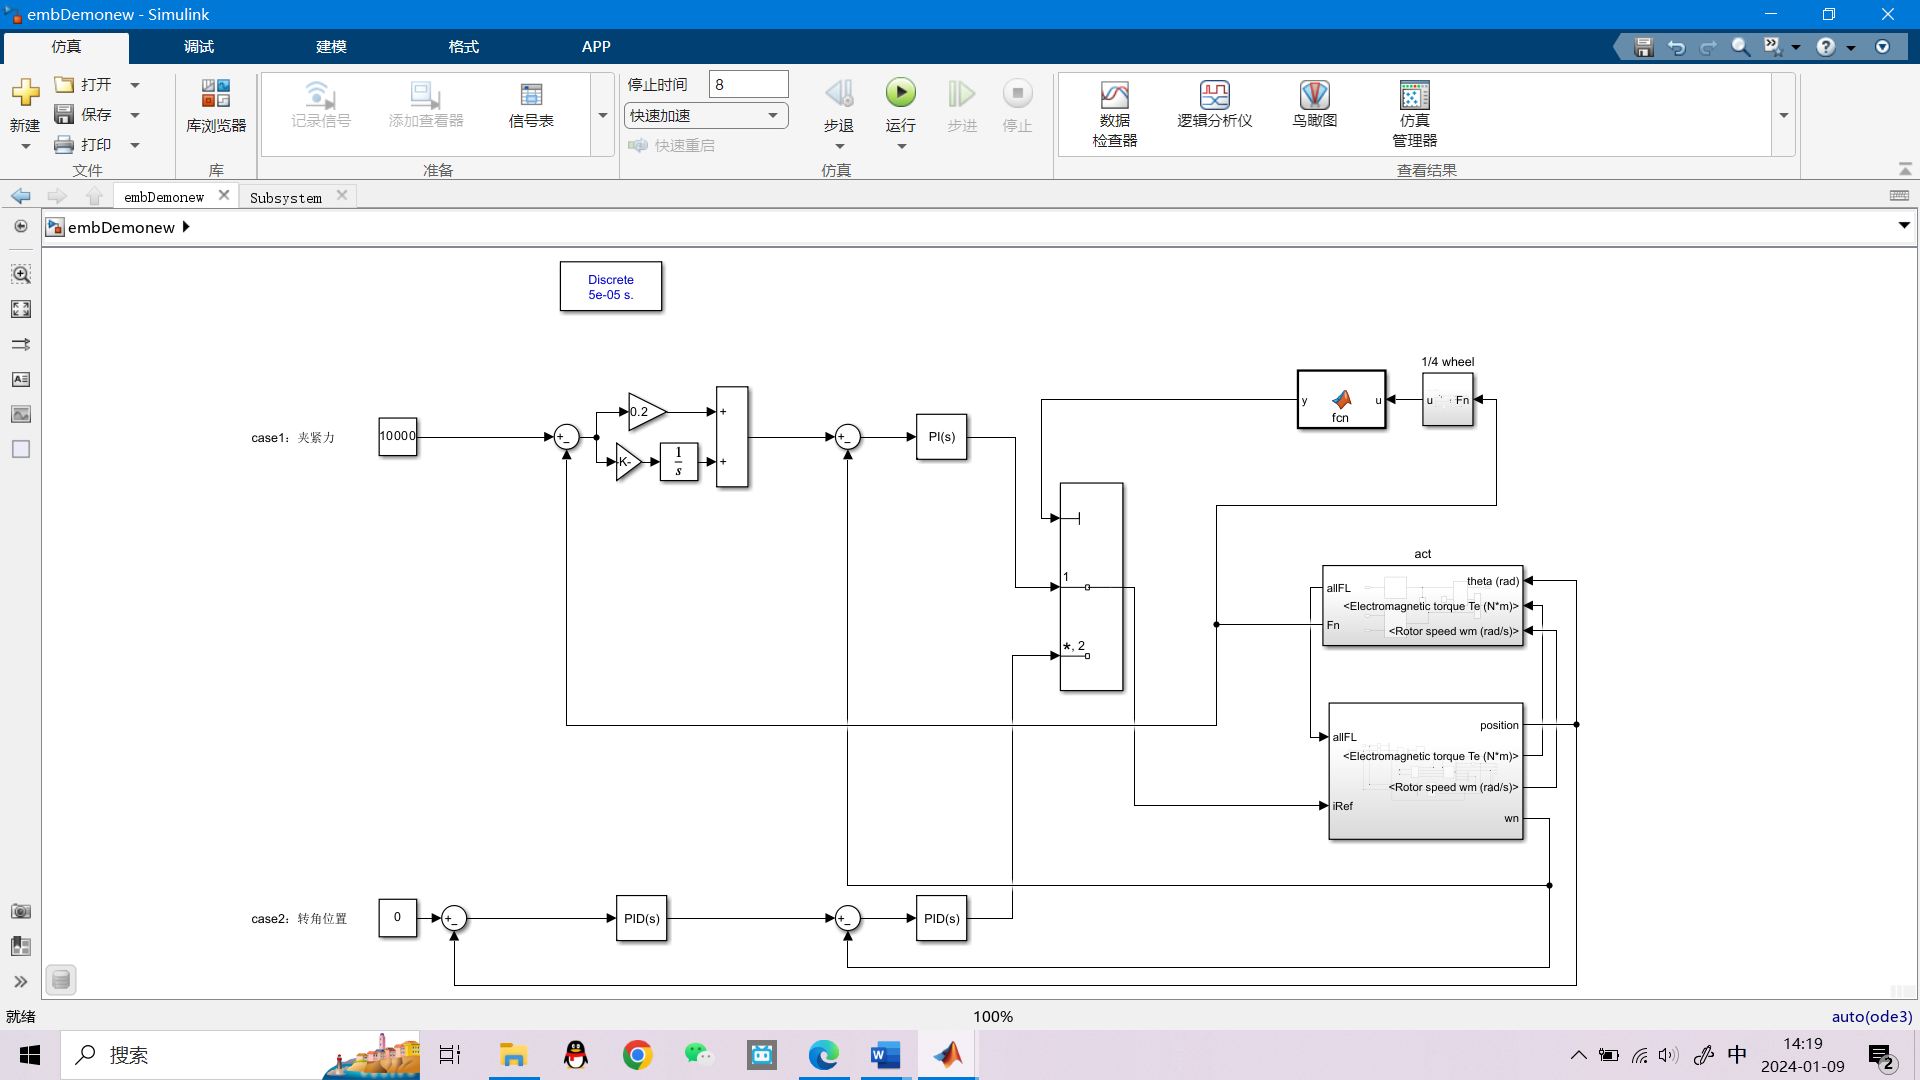 embDemonew - Simulink
仿真
调试
建模
格式
APP
新建
打开
保存
打印
文件
库浏览器
库
记录信号
添加查看器
信号表
准备
停止时间
8
快速加速
快速重启
步退
运行
步进
停止
仿真
数据
检查器
逻辑分析仪
鸟瞰图
仿真
管理器
查看结果
embDemonew
Subsystem
embDemonew
Discrete
5e-05 s.
1/4 wheel
y
u
fcn
u
Fn
case1：夹紧力
10000
+
-
0.2
-K-
1
s
+
+
+
-
PI(s)
1
*, 2
act
allFL
Fn
theta (rad)
<Electromagnetic torque Te (N*m)>
<Rotor speed wm (rad/s)>
allFL
iRef
position
<Electromagnetic torque Te (N*m)>
<Rotor speed wm (rad/s)>
wn
case2：转角位置
0
+
-
PID(s)
+
-
PID(s)
就绪
100%
auto(ode3)
搜索
中
14:19
2024-01-09
2